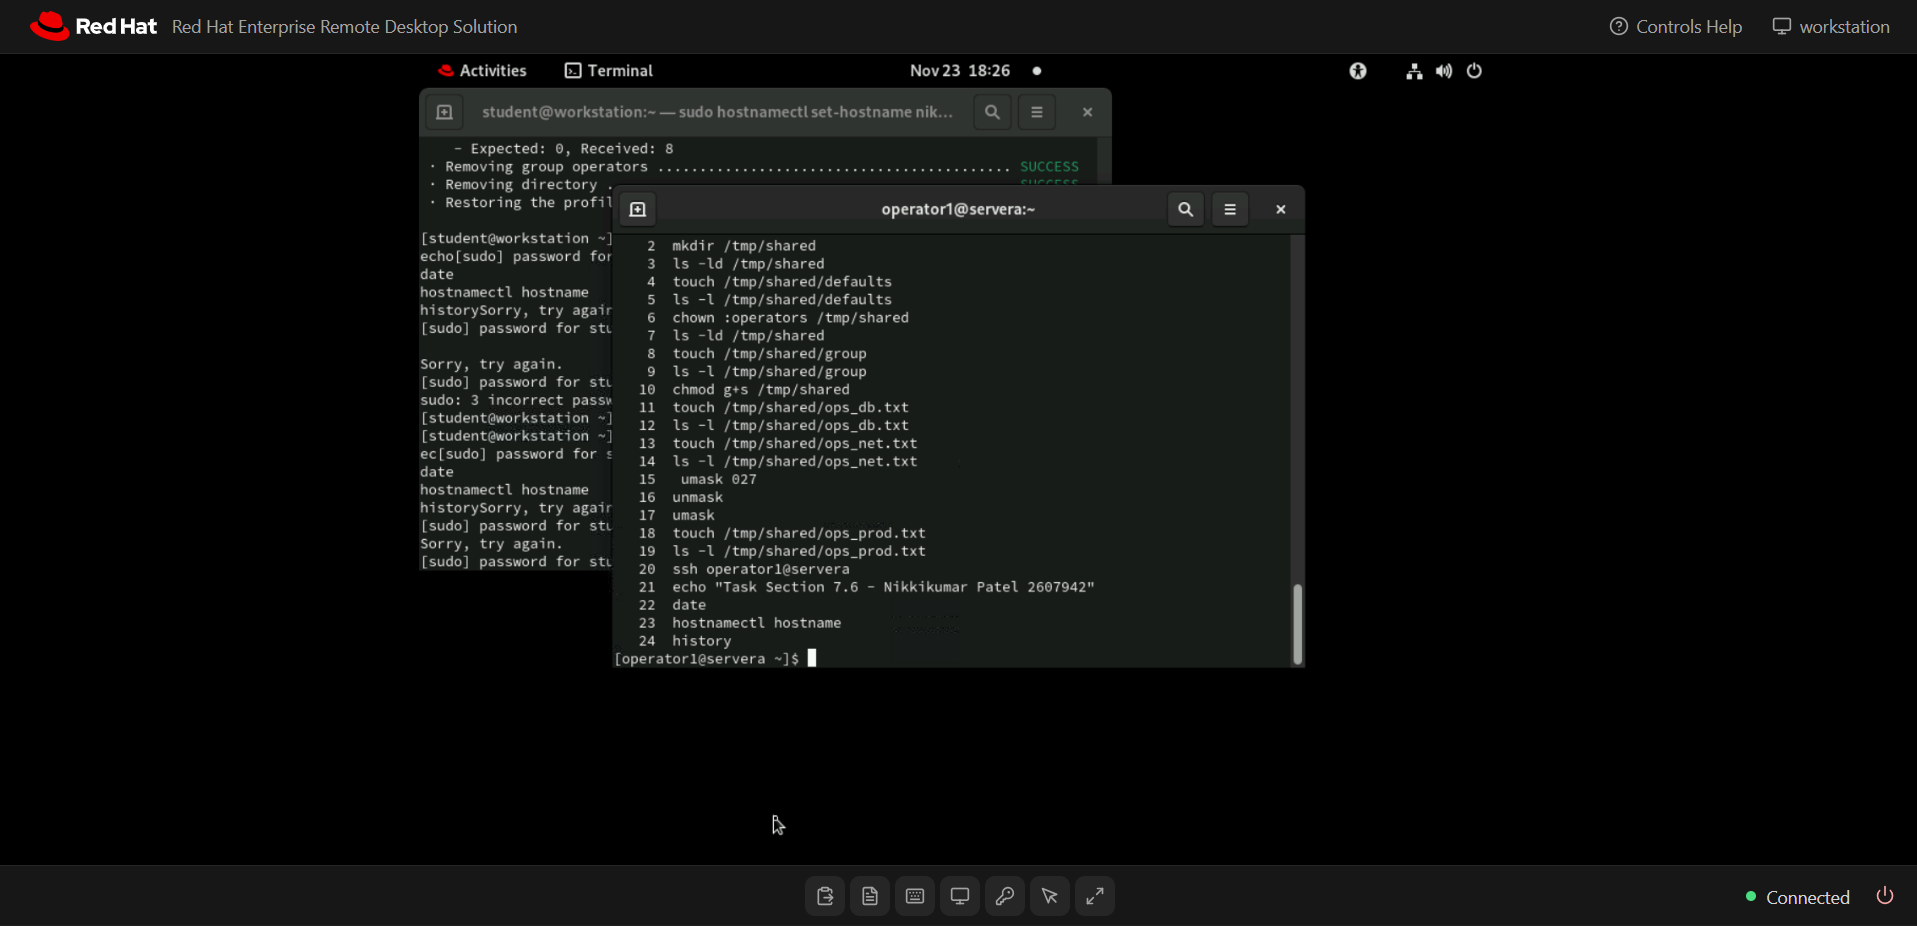 Red Hat Red Hat Enterprise Remote Desktop Solution
Controls Help workstation
Activities Terminal Nov 23 18:26
student@workstation:~ — sudo hostnamectl set-hostname nik...
- Expected: 0, Received: 8
· Removing group operators .......................................... SUCCESS
· Removing directory . SUCCESS
· Restoring the profil
[student@workstation ~]
echo[sudo] password for
date
hostnamectl hostname
historySorry, try again
[sudo] password for stu
Sorry, try again.
[sudo] password for stu
sudo: 3 incorrect passw
[student@workstation ~]
[student@workstation ~]
ec[sudo] password for s
date
hostnamectl hostname
historySorry, try again
[sudo] password for stu
Sorry, try again.
[sudo] password for stu
operator1@servera:~
2 mkdir /tmp/shared
3 ls -ld /tmp/shared
4 touch /tmp/shared/defaults
5 ls -l /tmp/shared/defaults
6 chown :operators /tmp/shared
7 ls -ld /tmp/shared
8 touch /tmp/shared/group
9 ls -l /tmp/shared/group
10 chmod g+s /tmp/shared
11 touch /tmp/shared/ops_db.txt
12 ls -l /tmp/shared/ops_db.txt
13 touch /tmp/shared/ops_net.txt
14 ls -l /tmp/shared/ops_net.txt
15 umask 027
16 unmask
17 umask
18 touch /tmp/shared/ops_prod.txt
19 ls -l /tmp/shared/ops_prod.txt
20 ssh operator1@servera
21 echo "Task Section 7.6 - Nikkikumar Patel 2607942"
22 date
23 hostnamectl hostname
24 history
[operator1@servera ~]$
Connected